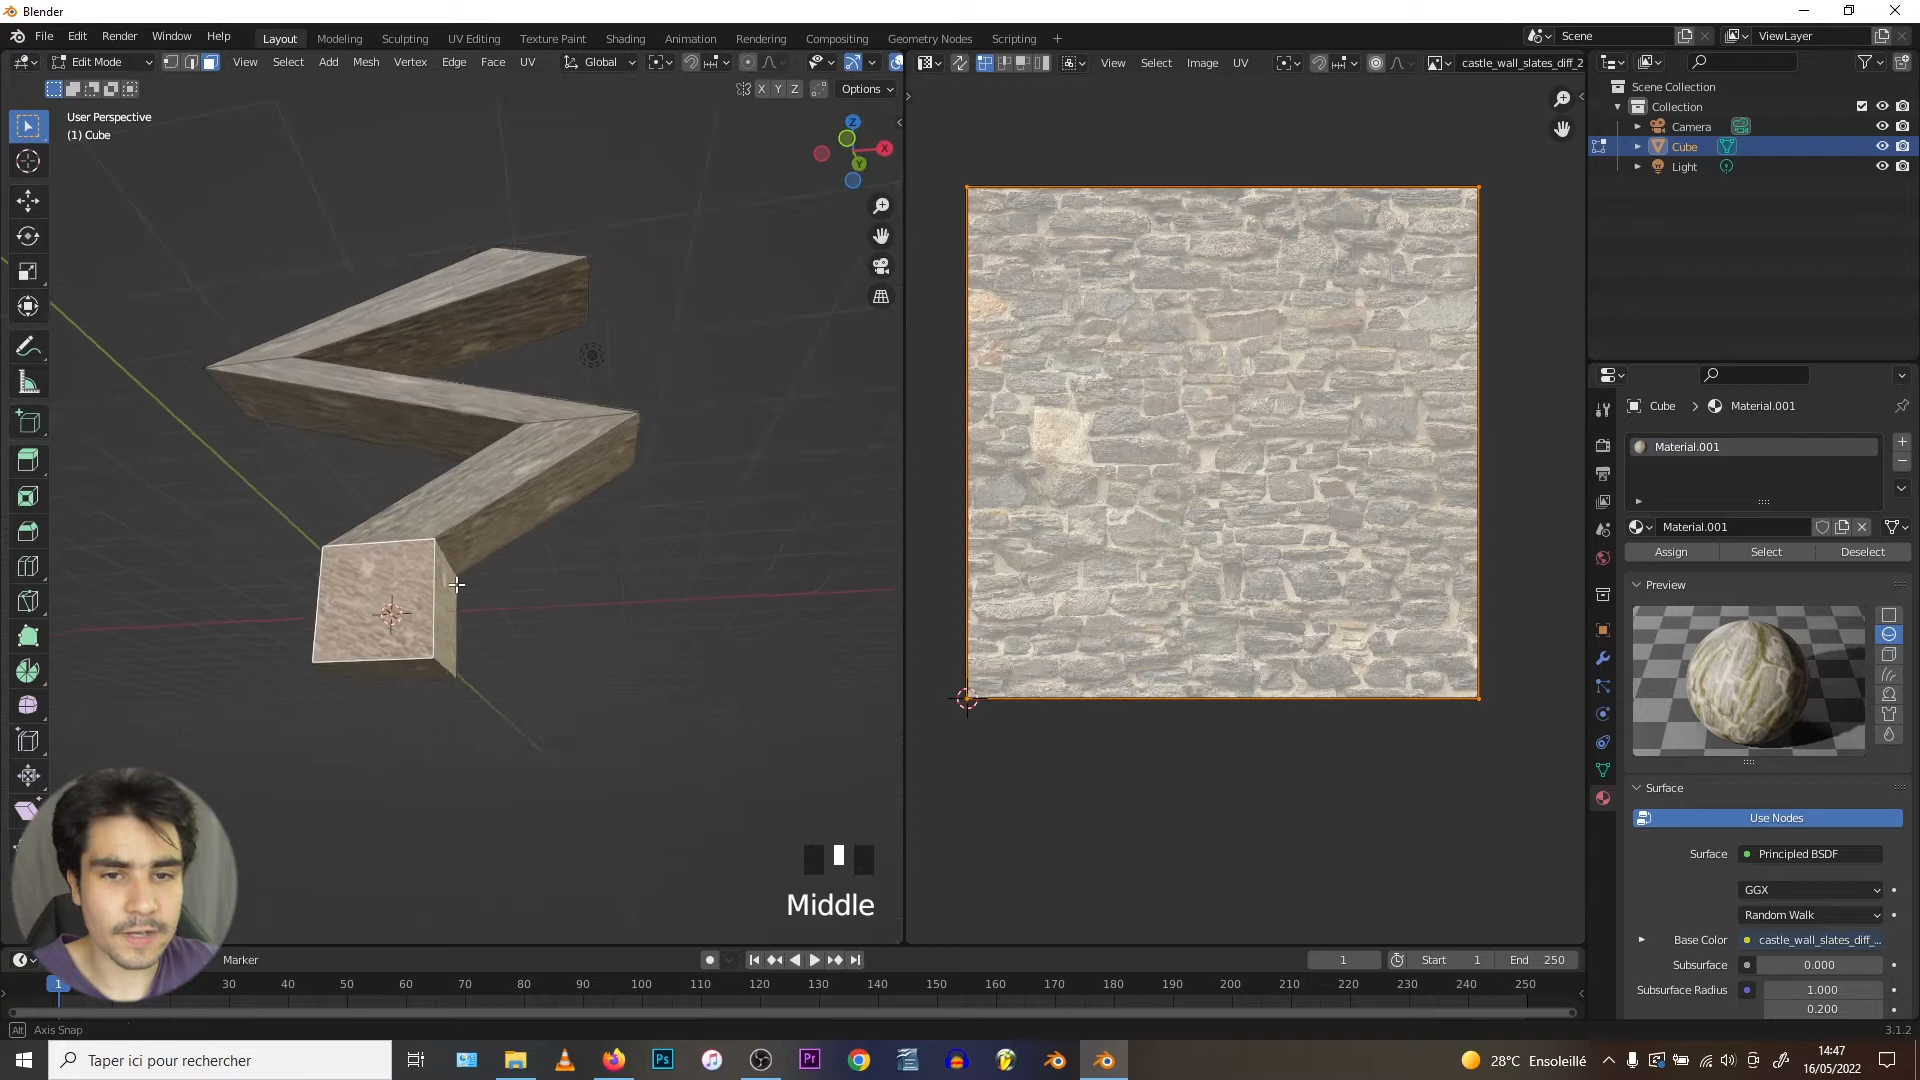 Blender
File Edit Render Window Help
Layout Modeling Sculpting UV Editing Texture Paint Shading Animation Rendering Compositing Geometry Nodes Scripting
Scene
ViewLayer
Edit Mode View Select Add Mesh Vertex Edge Face UV
Global
View Select Image UV
castle_wall_slates_diff_2
X Y Z
Options
User Perspective
(1) Cube
Z
X
Y
Scene Collection
Collection
Camera
Cube
Light
Cube
Material.001
Material.001
Material.001
Assign Select Deselect
Preview
Surface
Use Nodes
Surface Principled BSDF
GGX
Random Walk
Base Color castle_wall_slates_diff_...
Subsurface 0.000
Subsurface Radius 1.000
0.200
Middle
Marker
1 Start 1 End 250
1 30 40 50 60 70 80 90 100 110 120 130 140 150 160 170 180 190 200 210 220 230 240 250
Alt Axis Snap
3.1.2
Taper ici pour rechercher
Ps
Pr
28°C Ensoleillé
14:47
16/05/2022